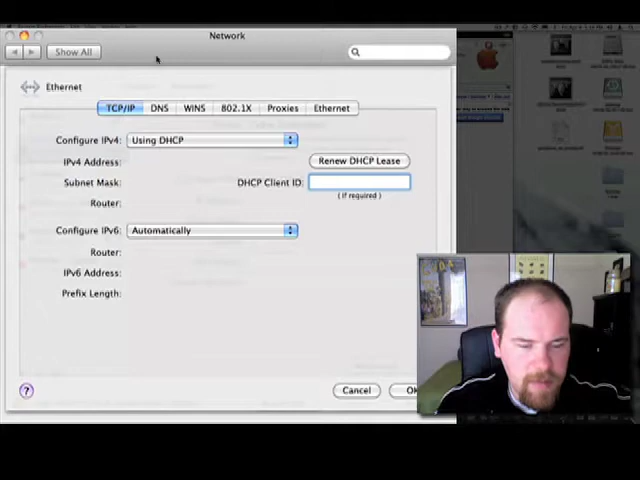 Network
Show All
Ethernet
TCP/IP DNS WINS 802.1X Proxies Ethernet
Configure IPv4: Using DHCP
IPv4 Address: Renew DHCP Lease
Subnet Mask: DHCP Client ID:
( If required )
Router:
Configure IPv6: Automatically
Router:
IPv6 Address:
Prefix Length:
? Cancel OK